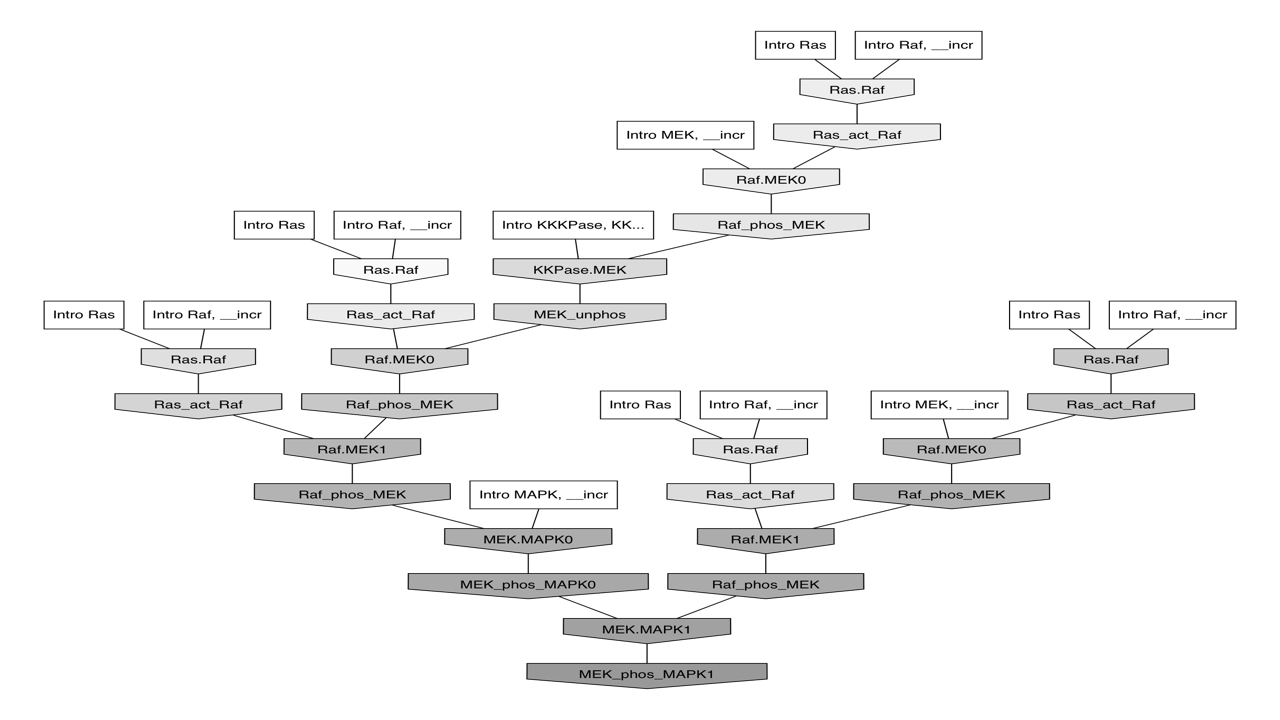 Intro Ras
Intro Raf, __incr
Ras.Raf
Intro MEK, __incr
Ras_act_Raf
Raf.MEK0
Intro Ras
Intro Raf, __incr
Intro KKKPase, KK...
Raf_phos_MEK
Ras.Raf
KKPase.MEK
Intro Ras
Intro Raf, __incr
Ras_act_Raf
MEK_unphos
Intro Ras
Intro Raf, __incr
Ras.Raf
Raf.MEK0
Ras.Raf
Ras_act_Raf
Raf_phos_MEK
Intro Ras
Intro Raf, __incr
Intro MEK, __incr
Ras_act_Raf
Raf.MEK1
Ras.Raf
Raf.MEK0
Raf_phos_MEK
Intro MAPK, __incr
Ras_act_Raf
Raf_phos_MEK
MEK.MAPK0
Raf.MEK1
MEK_phos_MAPK0
Raf_phos_MEK
MEK.MAPK1
MEK_phos_MAPK1